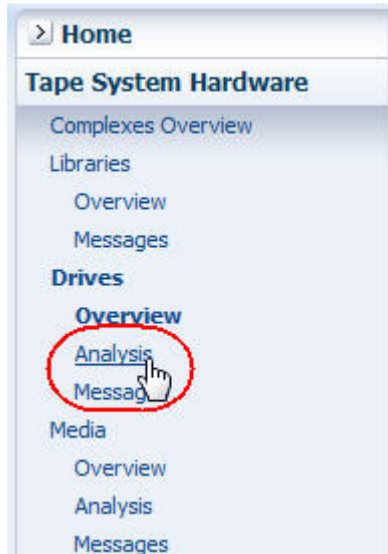 Home
Tape System Hardware
Complexes Overview
Libraries
Overview
Messages
Drives
Overview
Analysis
Media
Overview
Analysis
Messages